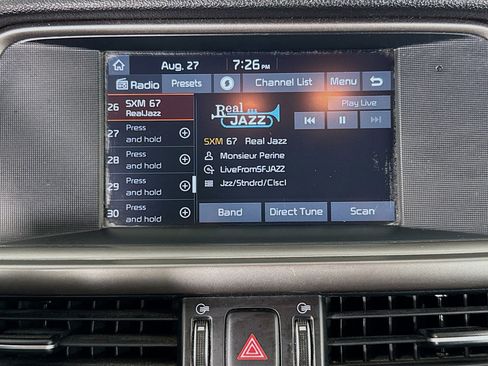 Aug. 27 7:26 PM
Radio Presets Channel List Menu
26 SXM 67
RealJazz
27 Press
and hold
28 Press
and hold
29 Press
and hold
30 Press
and hold
Real
JAZZ
Play Live
SXM 67 Real Jazz
Monsieur Perine
LiveFromSFJAZZ
Jzz/Stndrd/Clscl
Band Direct Tune Scan